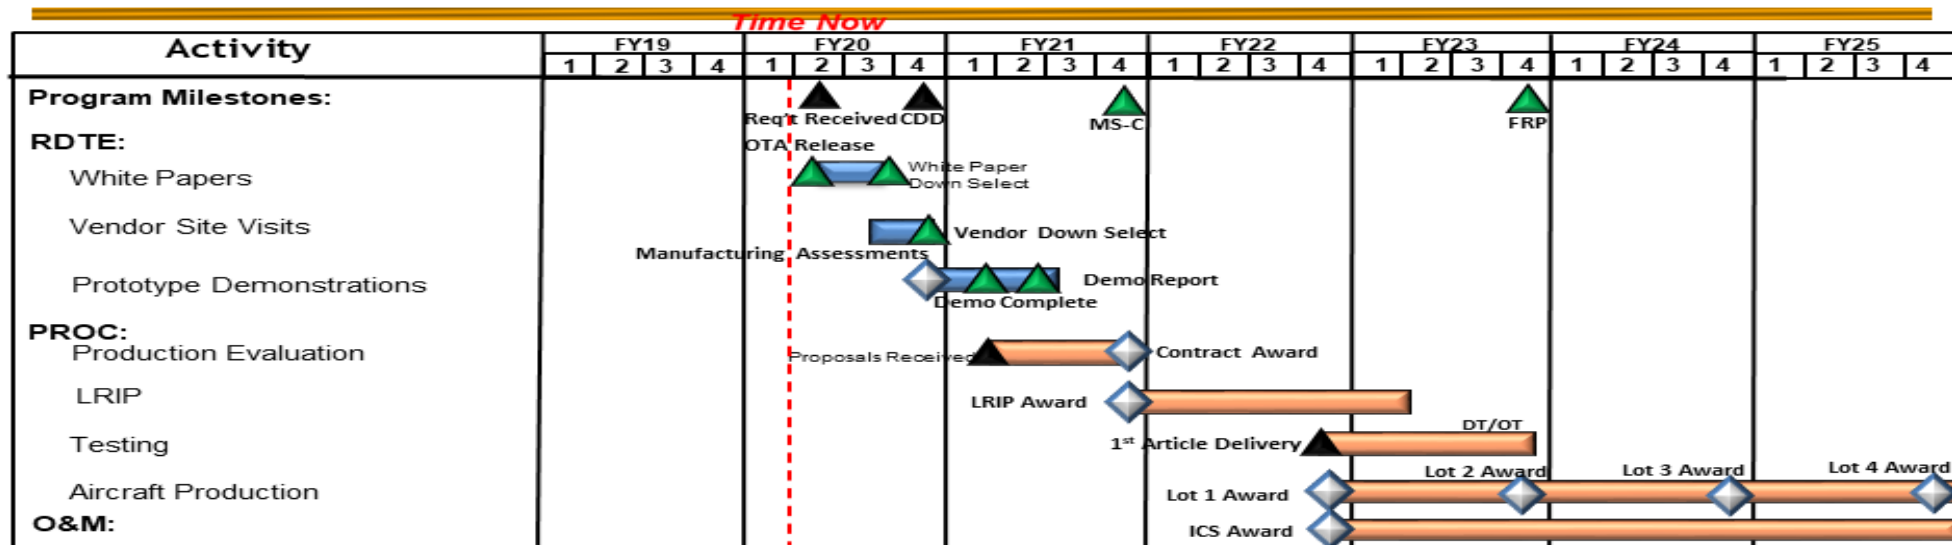 Time Now
Activity FY19 FY20 FY21 FY22 FY23 FY24 FY25
1 2 3 4 1 2 3 4 1 2 3 4 1 2 3 4 1 2 3 4 1 2 3 4 1 2 3 4
Program Milestones:
Req't Received CDD MS-C FRP
RDTE:
OTA Release
White Papers
White Paper
Down Select
Vendor Site Visits
Vendor Down Select
Manufacturing Assessments
Prototype Demonstrations
Demo Report
Demo Complete
PROC:
Production Evaluation
Proposals Received
Contract Award
LRIP
LRIP Award
Testing
1st Article Delivery
DT/OT
Aircraft Production
Lot 1 Award
Lot 2 Award
Lot 3 Award
Lot 4 Award
O&M:
ICS Award